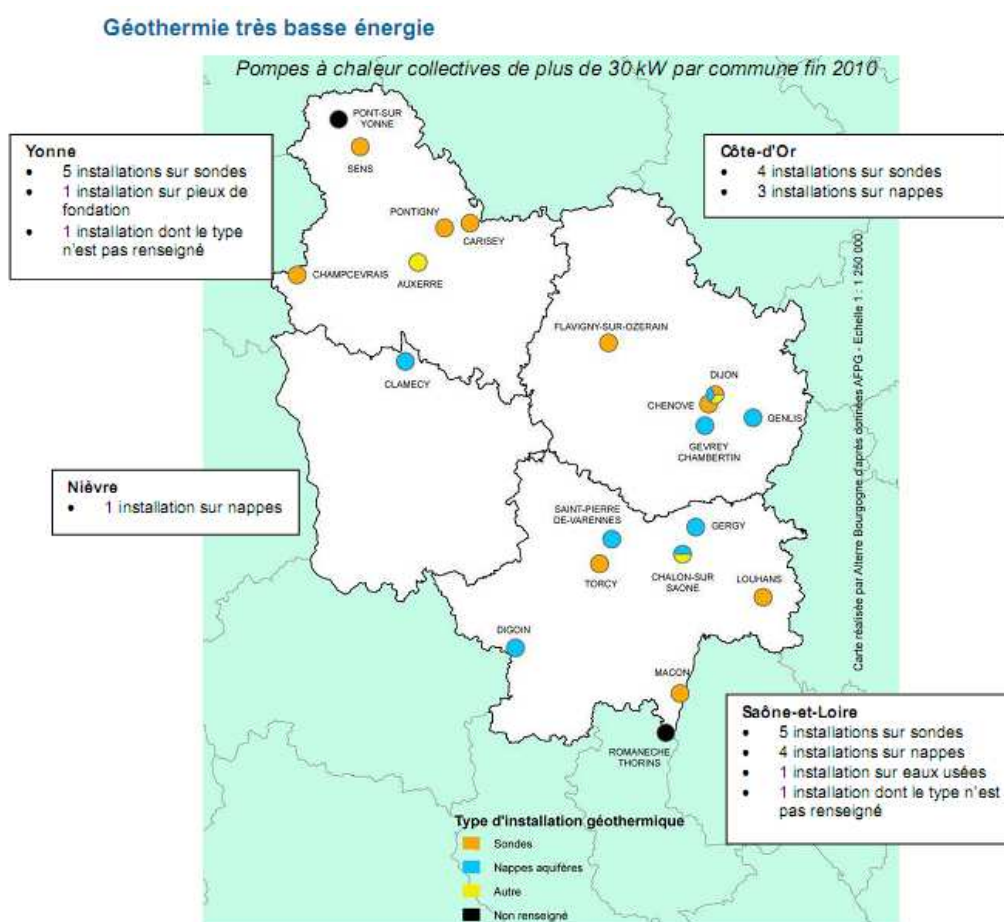 Géothermie très basse énergie
Pompes à chaleur collectives de plus de 30 kW par commune fin 2010
Yonne
• 5 installations sur sondes
• 1 installation sur pieux de
fondation
• 1 installation dont le type
n'est pas renseigné
Côte-d'Or
• 4 installations sur sondes
• 3 installations sur nappes
PONT-SUR
YONNE
SENS
PONTIGNY
CARISEY
CHAMPCEVRAIS
AUXERRE
FLAVIGNY-SUR-OZERAIN
CLAMECY
DIJON
CHENOVE
GENLIS
GEVREY
CHAMBERTIN
Carte réalisée par Alterre Bourgogne d'après données AFPG - Echelle 1 : 1 250 000
Nièvre
• 1 installation sur nappes
SAINT-PIERRE
DE-VARENNES
GERGY
TORCY
CHALON-SUR
SAONE
LOUHANS
DIGOIN
MACON
ROMANECHE
THORINS
Saône-et-Loire
• 5 installations sur sondes
• 4 installations sur nappes
• 1 installation sur eaux usées
• 1 installation dont le type n'est
pas renseigné
Type d'installation géothermique
Sondes
Nappes aquifères
Autre
Non renseigné